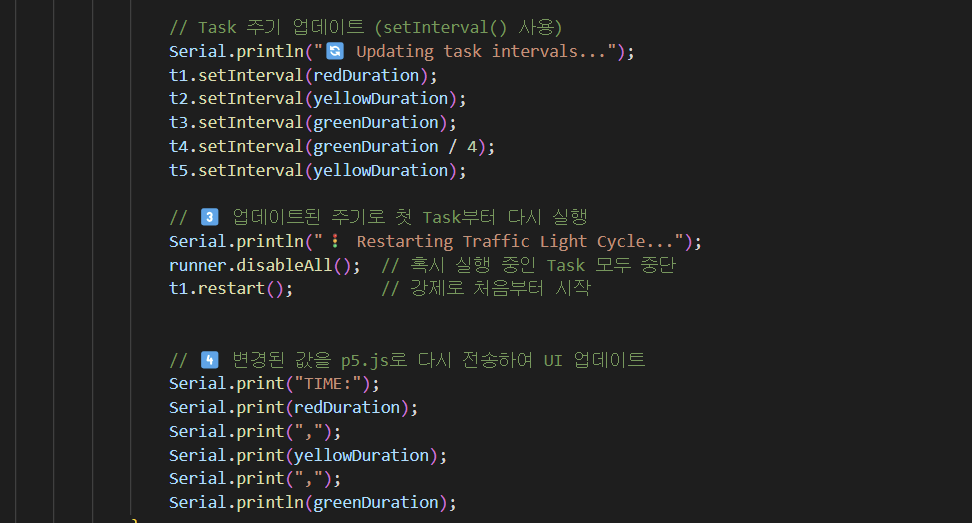 // Task 주기 업데이트 (setInterval() 사용)
Serial.println("🔄 Updating task intervals...");
t1.setInterval(redDuration);
t2.setInterval(yellowDuration);
t3.setInterval(greenDuration);
t4.setInterval(greenDuration / 4);
t5.setInterval(yellowDuration);
// 3️⃣ 업데이트된 주기로 첫 Task부터 다시 실행
Serial.println("🚦 Restarting Traffic Light Cycle...");
runner.disableAll();  // 혹시 실행 중인 Task 모두 중단
t1.restart();         // 강제로 처음부터 시작
// 4️⃣ 변경된 값을 p5.js로 다시 전송하여 UI 업데이트
Serial.print("TIME:");
Serial.print(redDuration);
Serial.print(",");
Serial.print(yellowDuration);
Serial.print(",");
Serial.println(greenDuration);